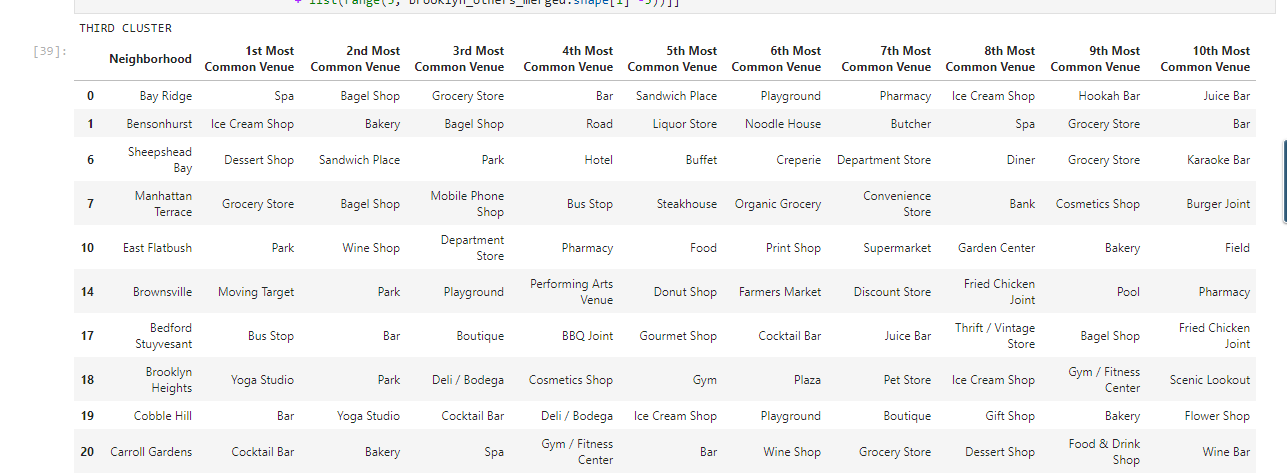 + list(range(5, brooklyn_others_merged.shape[1] -5))]]
THIRD CLUSTER
[39]:
Neighborhood 1st Most Common Venue 2nd Most Common Venue 3rd Most Common Venue 4th Most Common Venue 5th Most Common Venue 6th Most Common Venue 7th Most Common Venue 8th Most Common Venue 9th Most Common Venue 10th Most Common Venue
0 Bay Ridge Spa Bagel Shop Grocery Store Bar Sandwich Place Playground Pharmacy Ice Cream Shop Hookah Bar Juice Bar
1 Bensonhurst Ice Cream Shop Bakery Bagel Shop Road Liquor Store Noodle House Butcher Spa Grocery Store Bar
6 Sheepshead Bay Dessert Shop Sandwich Place Park Hotel Buffet Creperie Department Store Diner Grocery Store Karaoke Bar
7 Manhattan Terrace Grocery Store Bagel Shop Mobile Phone Shop Bus Stop Steakhouse Organic Grocery Convenience Store Bank Cosmetics Shop Burger Joint
10 East Flatbush Park Wine Shop Department Store Pharmacy Food Print Shop Supermarket Garden Center Bakery Field
14 Brownsville Moving Target Park Playground Performing Arts Venue Donut Shop Farmers Market Discount Store Fried Chicken Joint Pool Pharmacy
17 Bedford Stuyvesant Bus Stop Bar Boutique BBQ Joint Gourmet Shop Cocktail Bar Juice Bar Thrift / Vintage Store Bagel Shop Fried Chicken Joint
18 Brooklyn Heights Yoga Studio Park Deli / Bodega Cosmetics Shop Gym Plaza Pet Store Ice Cream Shop Gym / Fitness Center Scenic Lookout
19 Cobble Hill Bar Yoga Studio Cocktail Bar Deli / Bodega Ice Cream Shop Playground Boutique Gift Shop Bakery Flower Shop
20 Carroll Gardens Cocktail Bar Bakery Spa Gym / Fitness Center Bar Wine Shop Grocery Store Dessert Shop Food & Drink Shop Wine Bar